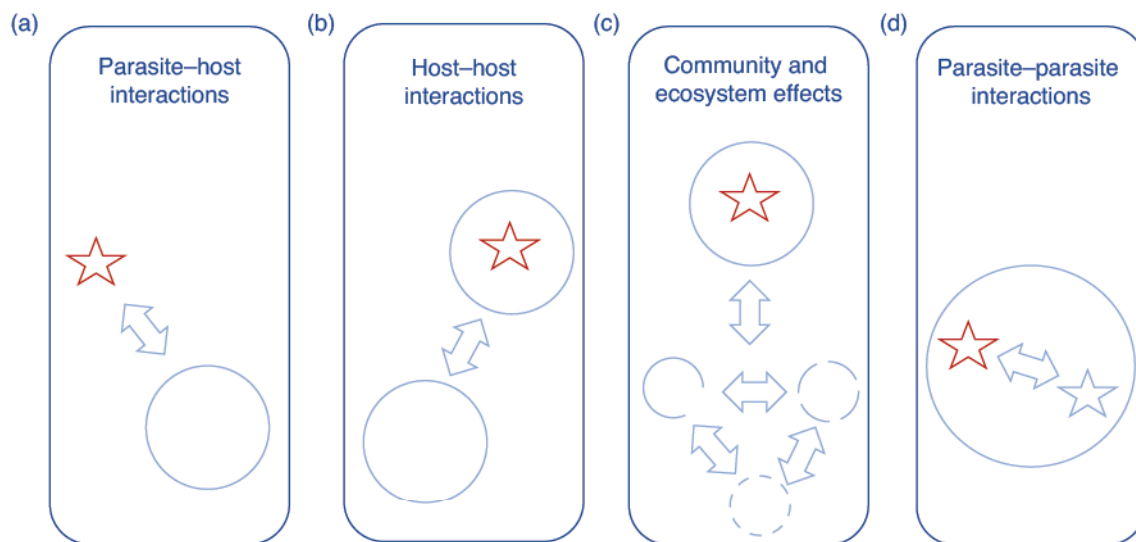 (a)
Parasite–host
interactions
(b)
Host–host
interactions
(c)
Community and
ecosystem effects
(d)
Parasite–parasite
interactions